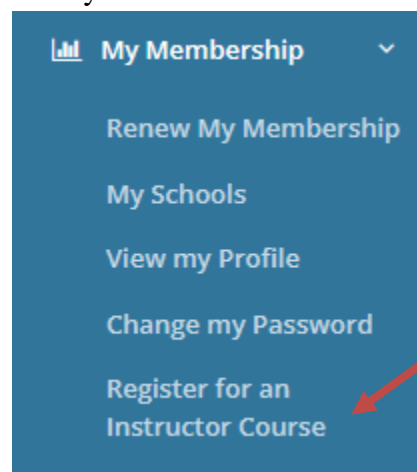 My Membership
Renew My Membership
My Schools
View my Profile
Change my Password
Register for an
Instructor Course